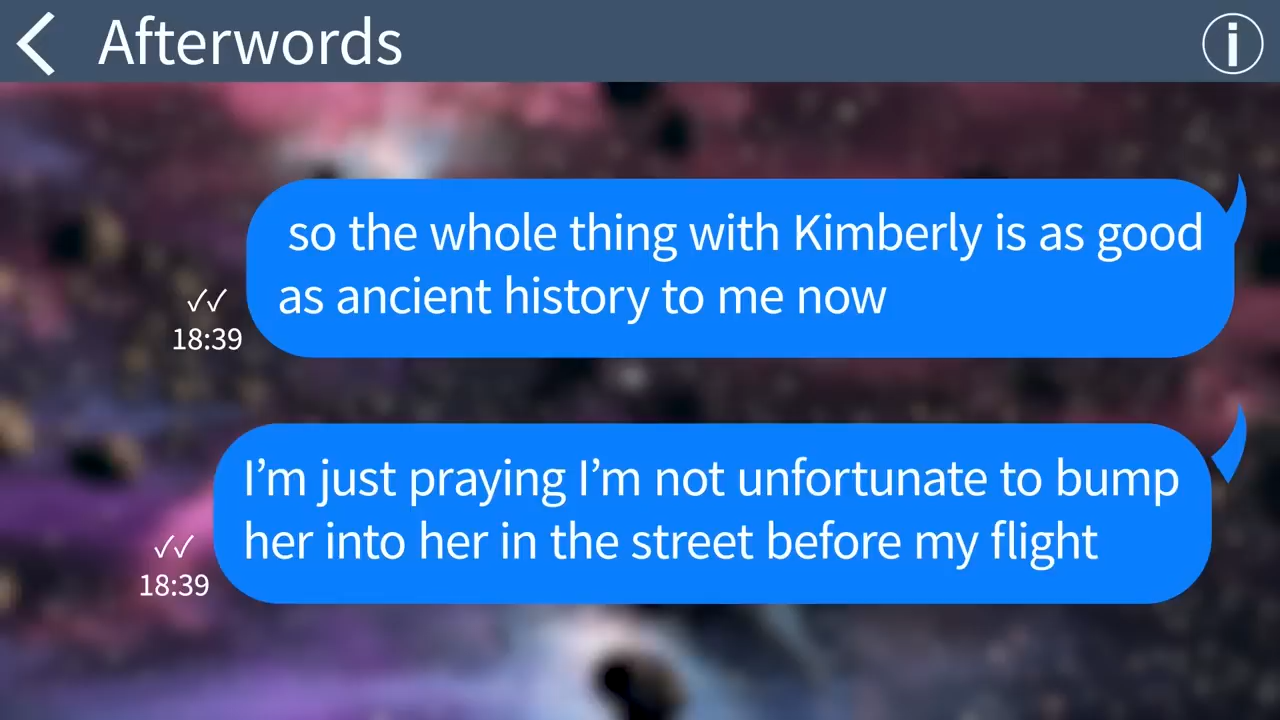 Afterwords
so the whole thing with Kimberly is as good
as ancient history to me now
18:39
I’m just praying I’m not unfortunate to bump
her into her in the street before my flight
18:39